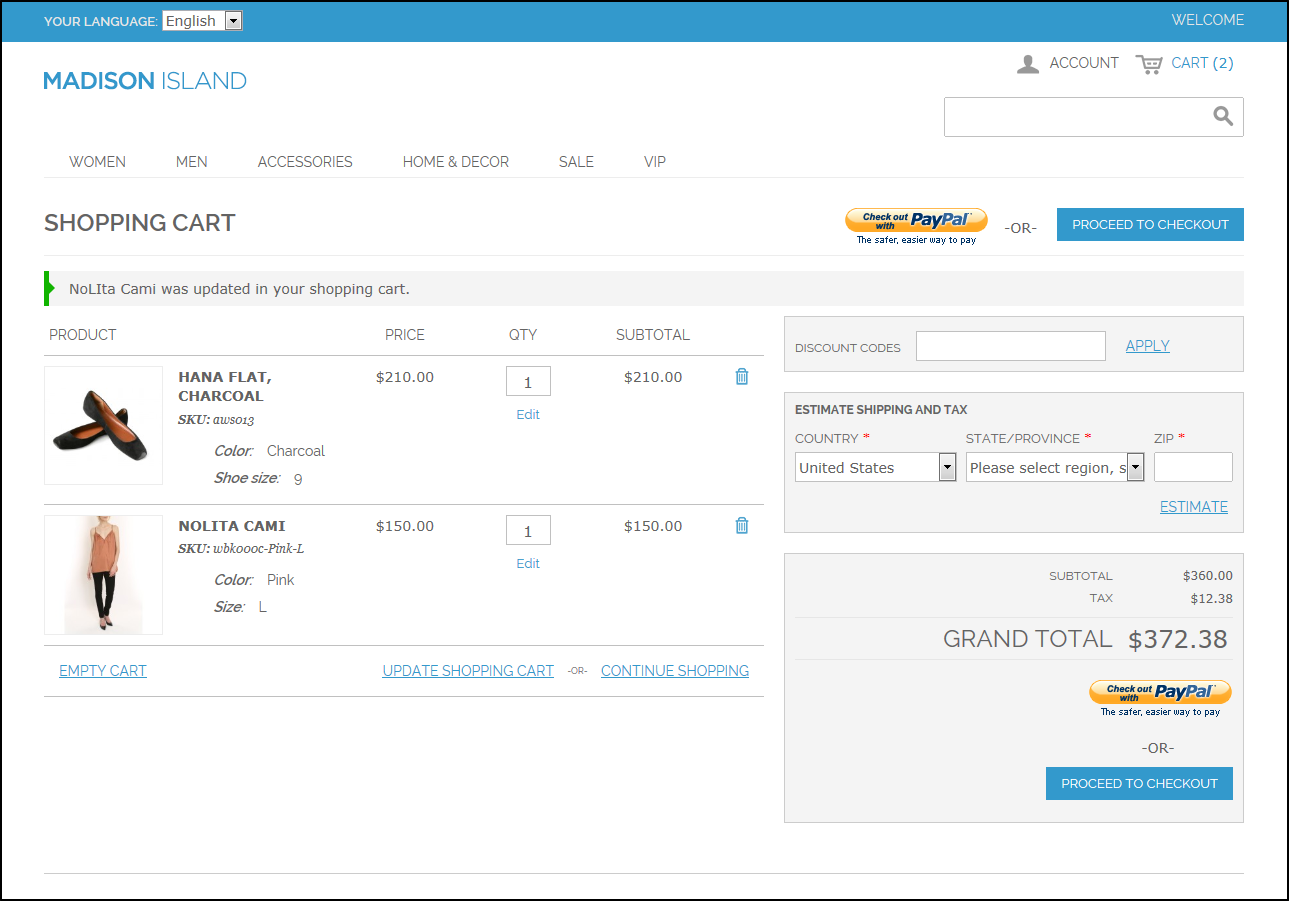 YOUR LANGUAGE: English
WELCOME
ACCOUNT
CART (2)
MADISON ISLAND
WOMEN MEN ACCESSORIES HOME & DECOR SALE VIP
SHOPPING CART
Check out with PayPal
The safer, easier way to pay
-OR-
PROCEED TO CHECKOUT
NoLIta Cami was updated in your shopping cart.
PRODUCT PRICE QTY SUBTOTAL
HANA FLAT, $210.00 1 $210.00
CHARCOAL
SKU: aws013
Edit
Color: Charcoal
Shoe size: 9
NOLITA CAMI $150.00 1 $150.00
SKU: wbk000c-Pink-L
Edit
Color: Pink
Size: L
EMPTY CART UPDATE SHOPPING CART -OR- CONTINUE SHOPPING
DISCOUNT CODES APPLY
ESTIMATE SHIPPING AND TAX
COUNTRY * STATE/PROVINCE * ZIP *
United States Please select region, s
ESTIMATE
SUBTOTAL $360.00
TAX $12.38
GRAND TOTAL $372.38
Check out with PayPal
The safer, easier way to pay
-OR-
PROCEED TO CHECKOUT